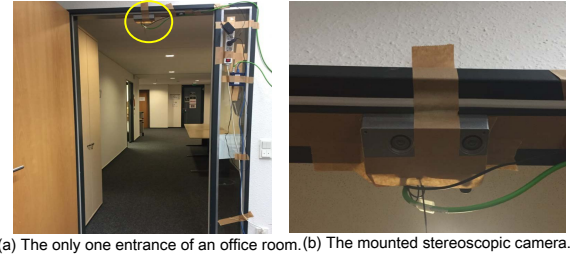 (a) The only one entrance of an office room.
(b) The mounted stereoscopic camera.